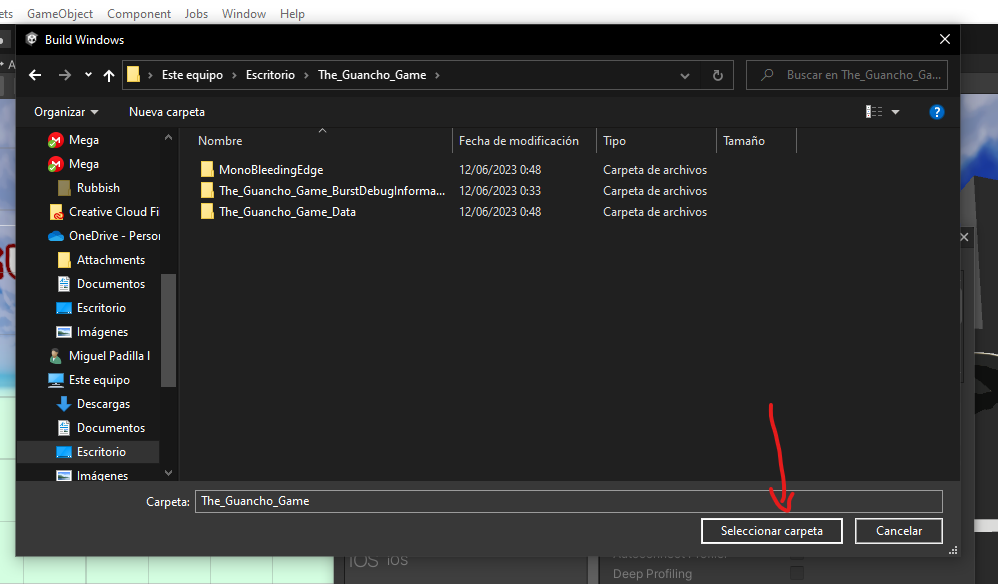 ets GameObject Component Jobs Window Help
Build Windows
Este equipo Escritorio The_Guancho_Game
Buscar en The_Guancho_Ga...
Organizar Nueva carpeta
Nombre Fecha de modificación Tipo Tamaño
MonoBleedingEdge 12/06/2023 0:48 Carpeta de archivos
The_Guancho_Game_BurstDebugInforma... 12/06/2023 0:33 Carpeta de archivos
The_Guancho_Game_Data 12/06/2023 0:48 Carpeta de archivos
Mega
Mega
Rubbish
Creative Cloud Fi
OneDrive - Person
Attachments
Documentos
Escritorio
Imágenes
Miguel Padilla I
Este equipo
Descargas
Documentos
Escritorio
Imágenes
Carpeta: The_Guancho_Game
Seleccionar carpeta Cancelar
iOS iOS
Deep Profiling